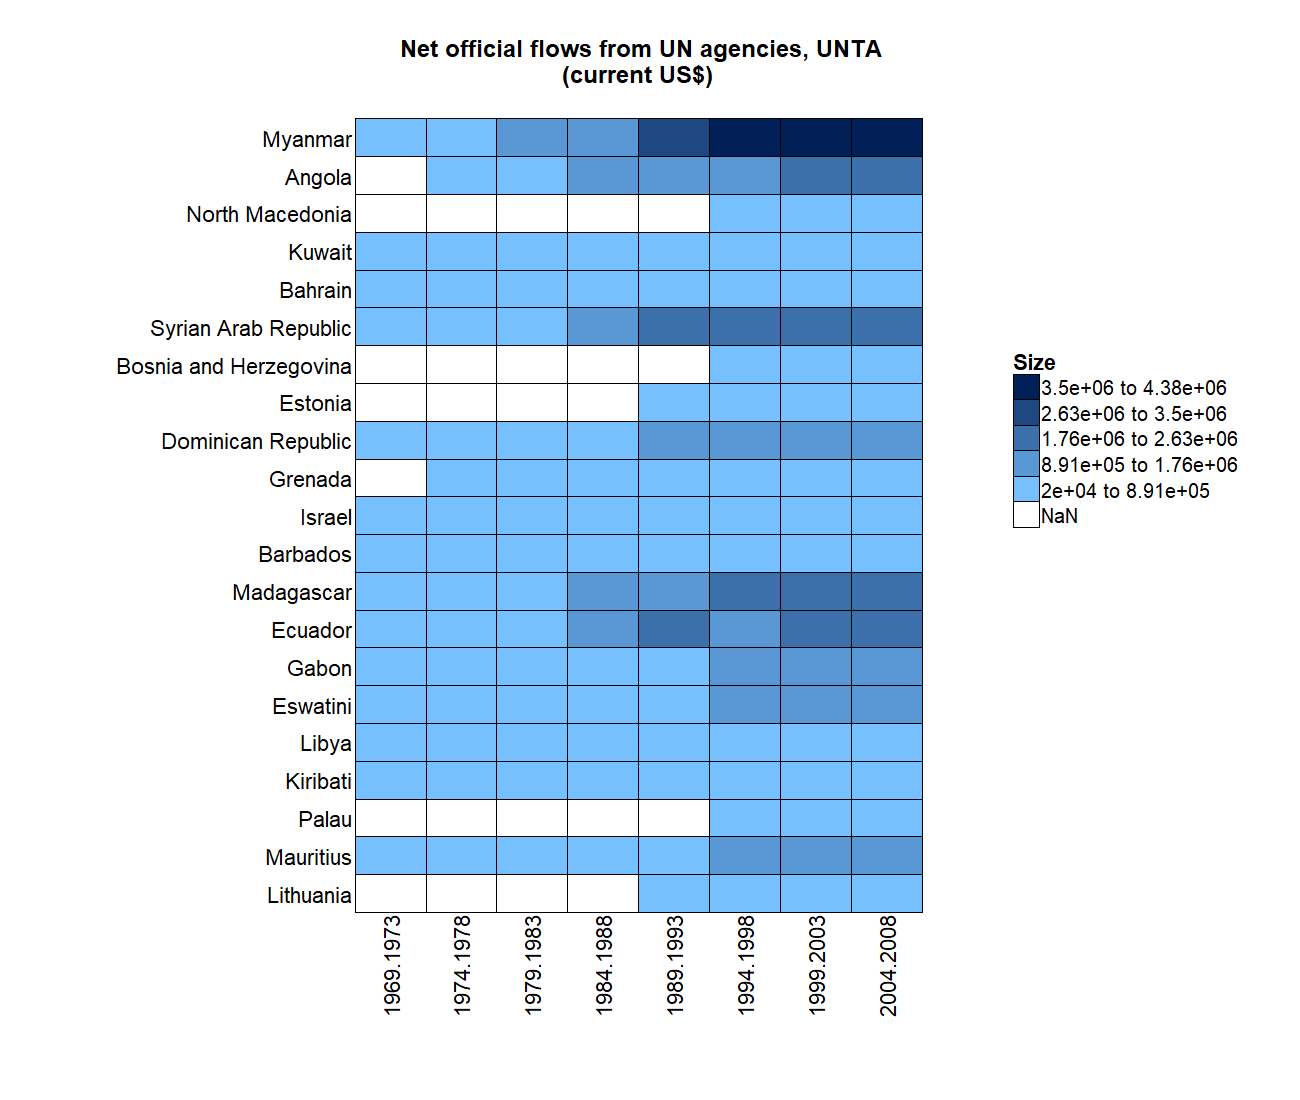 Net official flows from UN agencies, UNTA
(current US$)
Myanmar
Angola
North Macedonia
Kuwait
Bahrain
Syrian Arab Republic
Bosnia and Herzegovina
Estonia
Dominican Republic
Grenada
Israel
Barbados
Madagascar
Ecuador
Gabon
Eswatini
Libya
Kiribati
Palau
Mauritius
Lithuania
1969.1973
1974.1978
1979.1983
1984.1988
1989.1993
1994.1998
1999.2003
2004.2008
Size
3.5e+06 to 4.38e+06
2.63e+06 to 3.5e+06
1.76e+06 to 2.63e+06
8.91e+05 to 1.76e+06
2e+04 to 8.91e+05
NaN